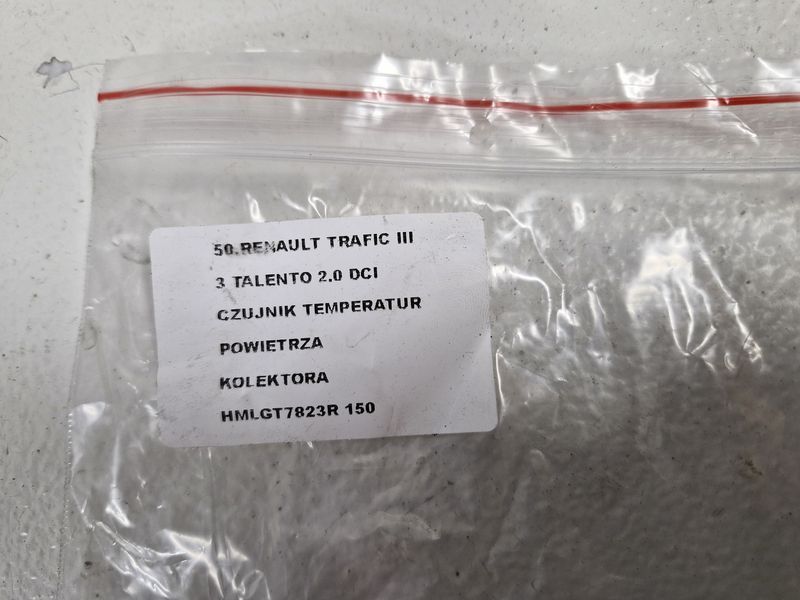 50.RENAULT TRAFIC III
3 TALENTO 2.0 DCI
CZUJNIK TEMPERATUR
POWIETRZA
KOLEKTORA
HMLGT7823R 150